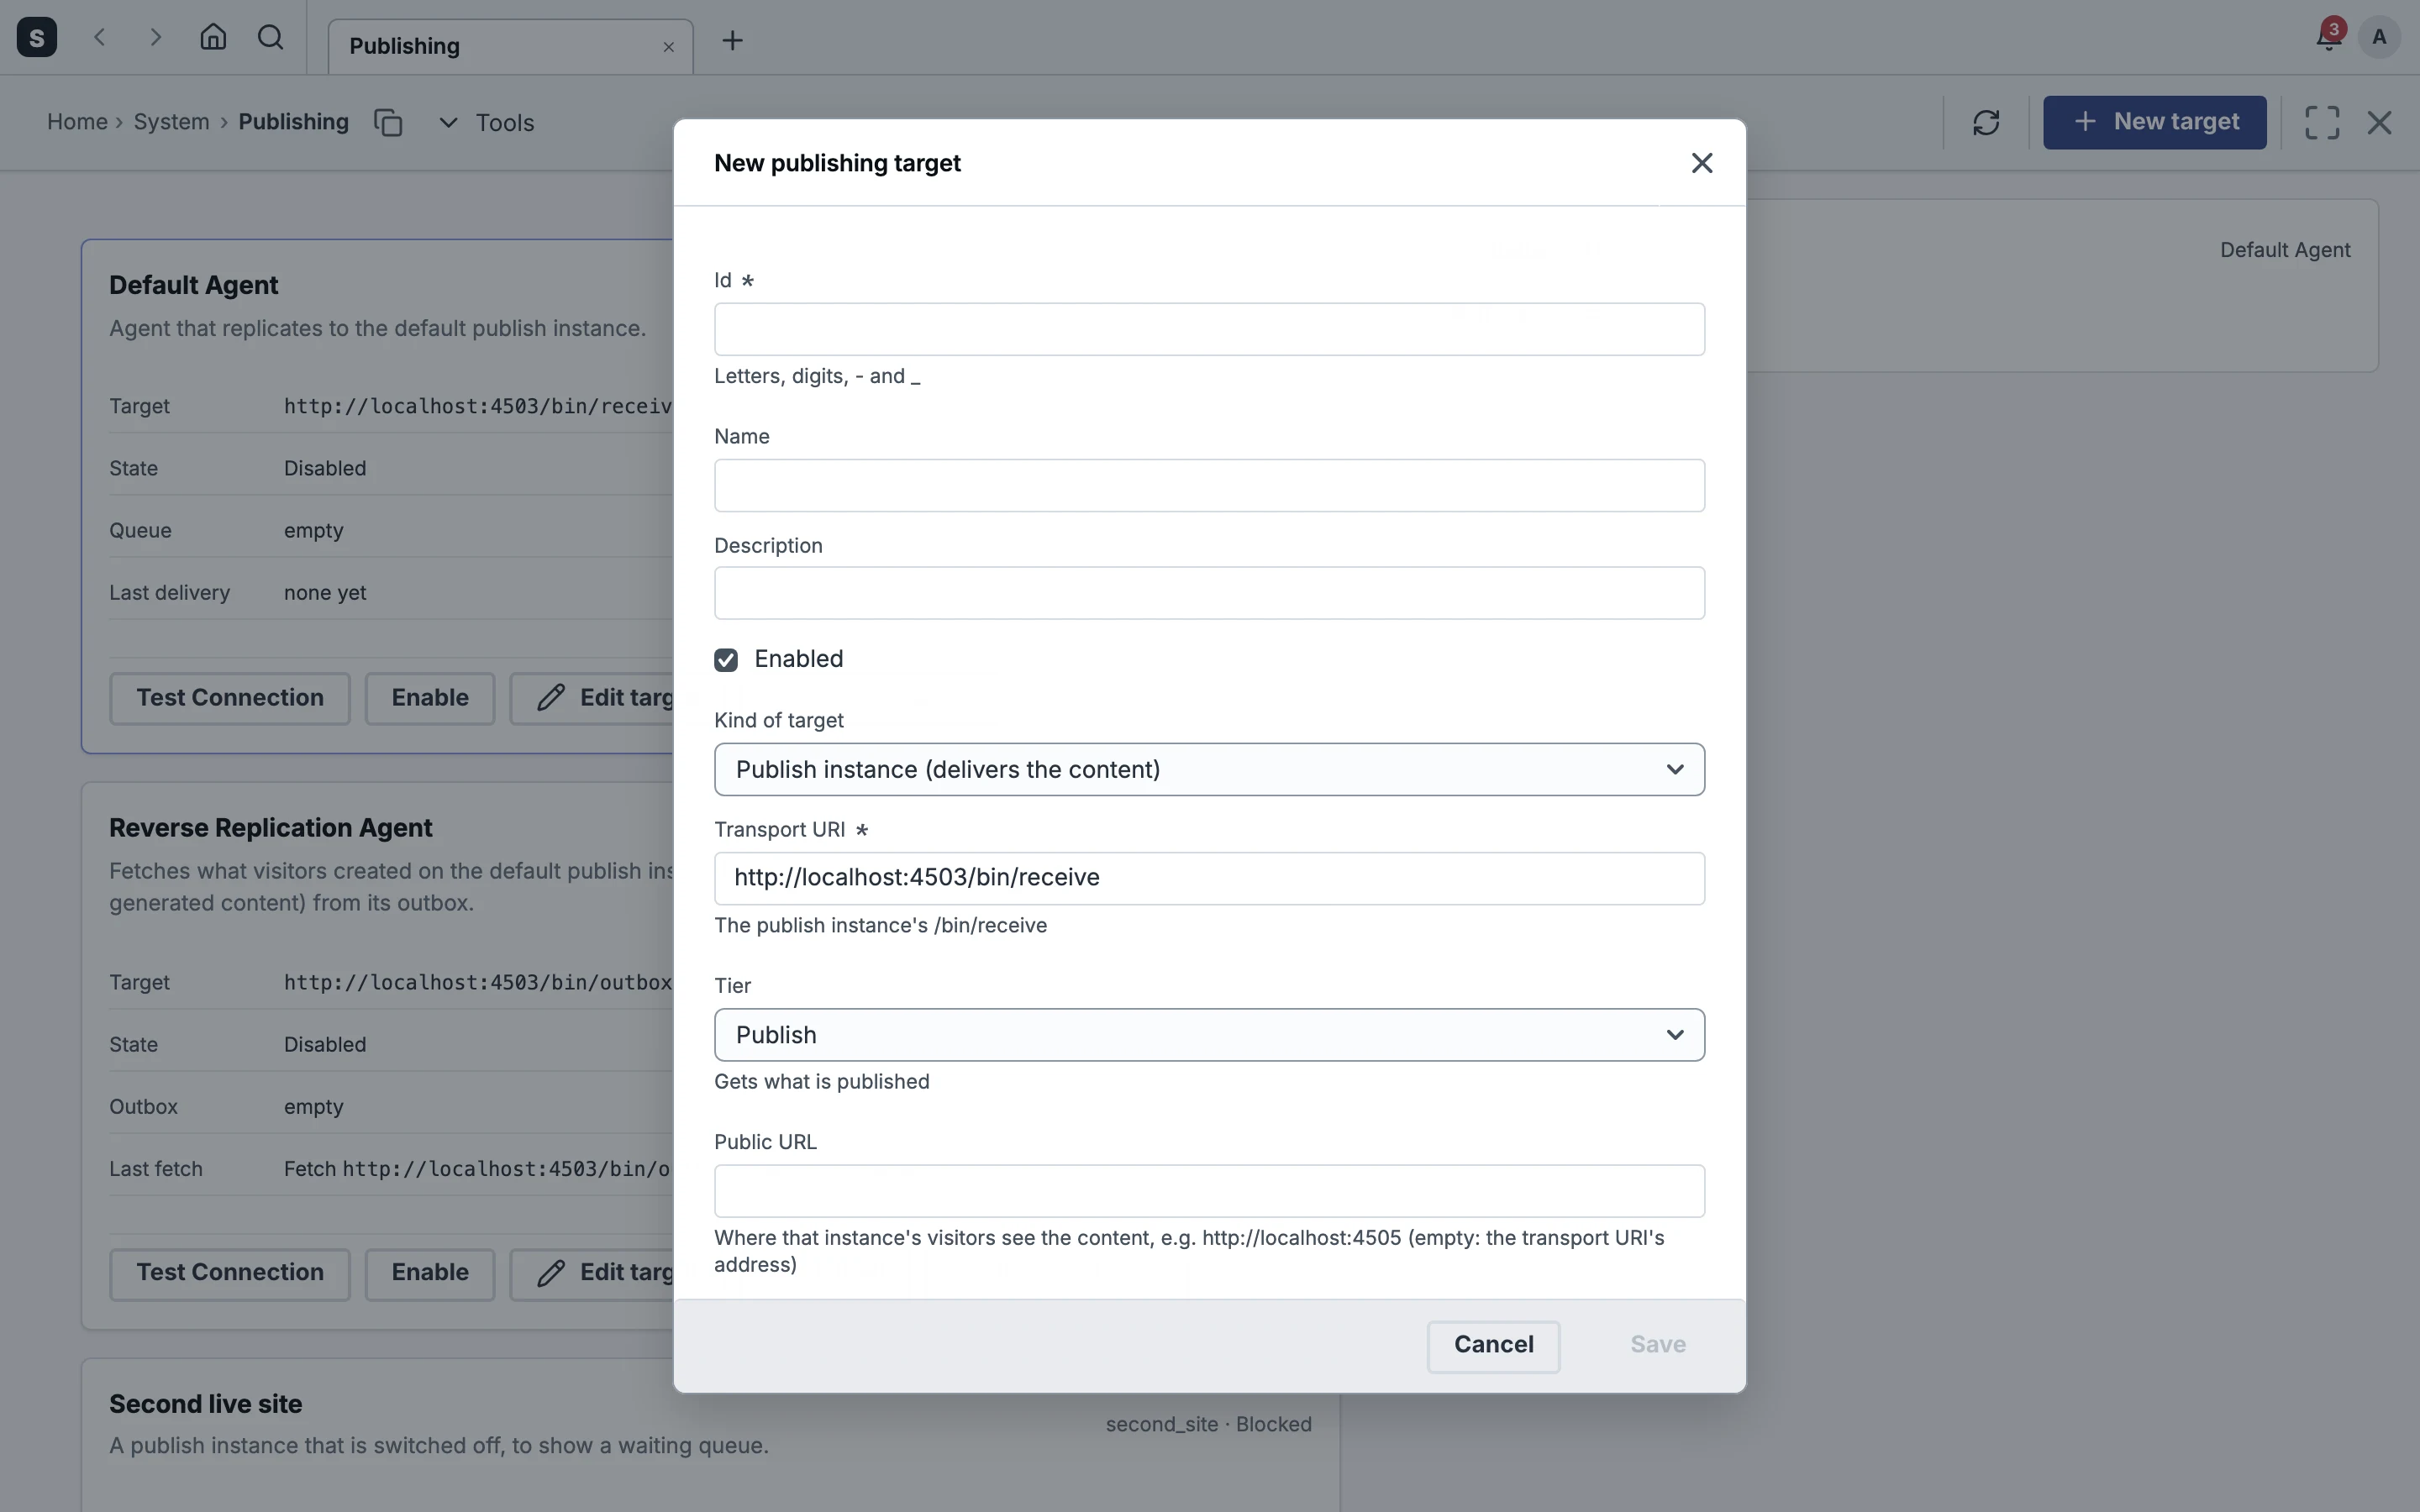 S
Publishing
3
A
Home › System › Publishing
Tools
New target
Default Agent
Default Agent
Agent that replicates to the default publish instance.
Target http://localhost:4503/bin/receiv
State Disabled
Queue empty
Last delivery none yet
Test Connection
Enable
Edit targ
Reverse Replication Agent
Fetches what visitors created on the default publish ins
generated content) from its outbox.
Target http://localhost:4503/bin/outbox
State Disabled
Outbox empty
Last fetch Fetch http://localhost:4503/bin/o
Test Connection
Enable
Edit targ
Second live site
A publish instance that is switched off, to show a waiting queue.
second_site · Blocked
New publishing target
Id *
Letters, digits, - and _
Name
Description
Enabled
Kind of target
Publish instance (delivers the content)
Transport URI *
http://localhost:4503/bin/receive
The publish instance's /bin/receive
Tier
Publish
Gets what is published
Public URL
Where that instance's visitors see the content, e.g. http://localhost:4505 (empty: the transport URI's
address)
Cancel
Save